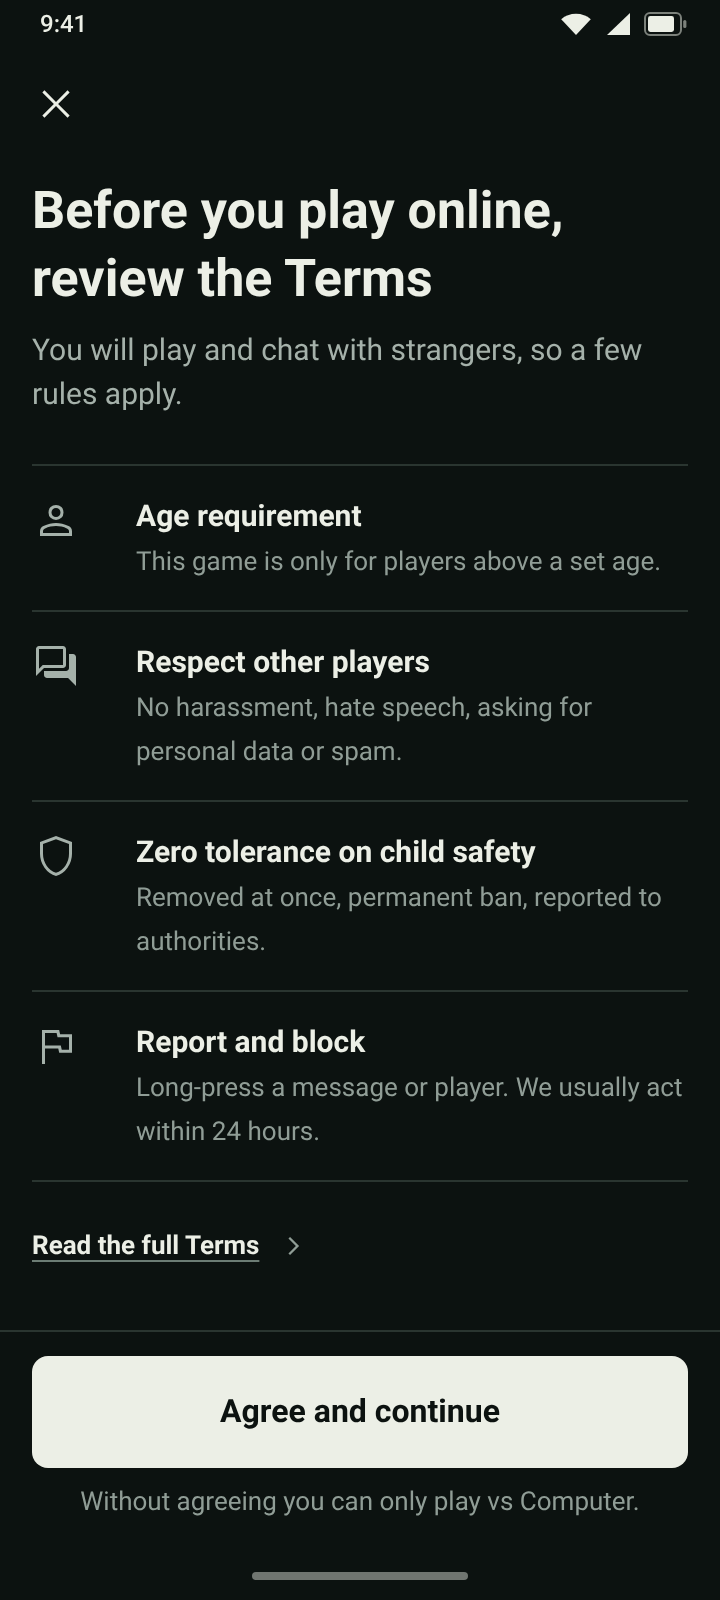 9:41
Before you play online,
review the Terms
You will play and chat with strangers, so a few
rules apply.
Age requirement
This game is only for players above a set age.
Respect other players
No harassment, hate speech, asking for
personal data or spam.
Zero tolerance on child safety
Removed at once, permanent ban, reported to
authorities.
Report and block
Long-press a message or player. We usually act
within 24 hours.
Read the full Terms
Agree and continue
Without agreeing you can only play vs Computer.